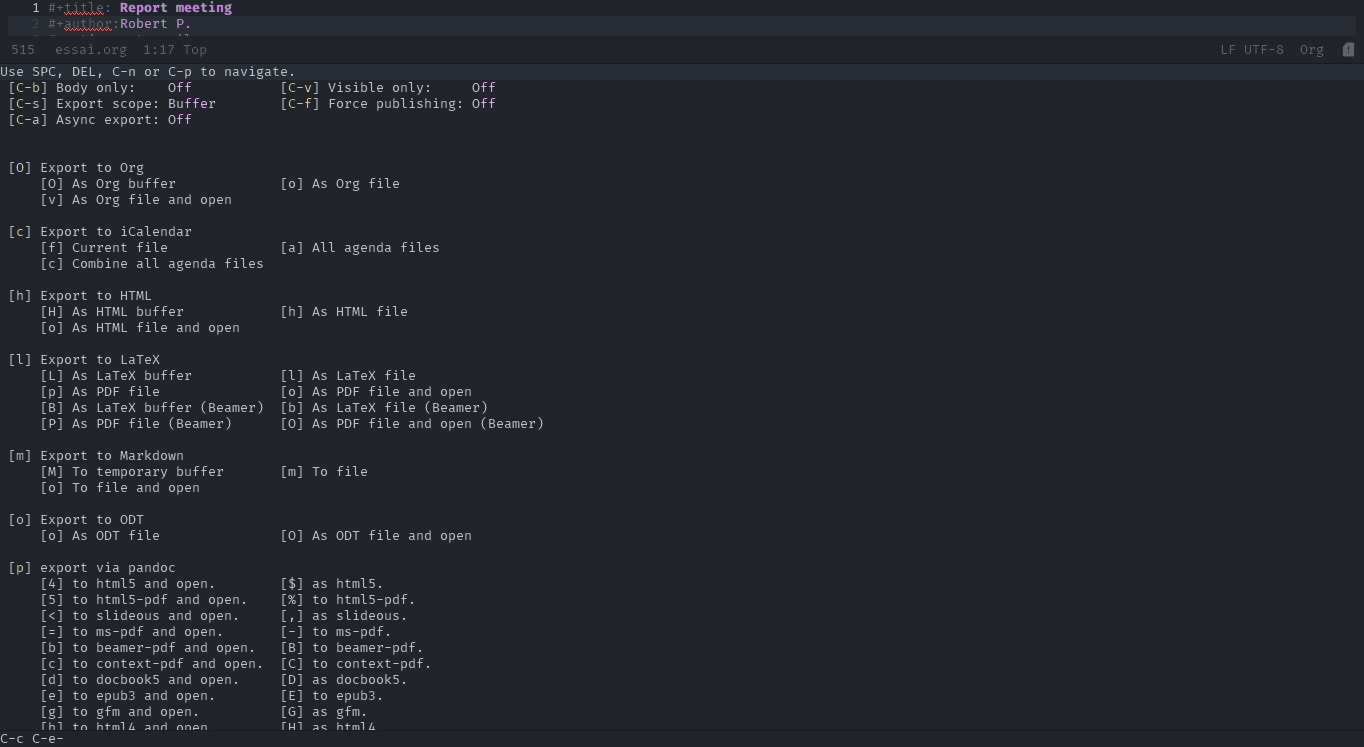 1 #+title: Report meeting
2 #+author:Robert P.
515 essai.org 1:17 Top LF UTF-8 Org
Use SPC, DEL, C-n or C-p to navigate.
[C-b] Body only: Off [C-v] Visible only: Off
[C-s] Export scope: Buffer [C-f] Force publishing: Off
[C-a] Async export: Off
[O] Export to Org
[O] As Org buffer [o] As Org file
[v] As Org file and open
[c] Export to iCalendar
[f] Current file [a] All agenda files
[c] Combine all agenda files
[h] Export to HTML
[H] As HTML buffer [h] As HTML file
[o] As HTML file and open
[l] Export to LaTeX
[L] As LaTeX buffer [l] As LaTeX file
[p] As PDF file [o] As PDF file and open
[B] As LaTeX buffer (Beamer) [b] As LaTeX file (Beamer)
[P] As PDF file (Beamer) [O] As PDF file and open (Beamer)
[m] Export to Markdown
[M] To temporary buffer [m] To file
[o] To file and open
[o] Export to ODT
[o] As ODT file [O] As ODT file and open
[p] export via pandoc
[4] to html5 and open. [$] as html5.
[5] to html5-pdf and open. [%] to html5-pdf.
[<] to slideous and open. [,] as slideous.
[=] to ms-pdf and open. [-] to ms-pdf.
[b] to beamer-pdf and open. [B] to beamer-pdf.
[c] to context-pdf and open. [C] to context-pdf.
[d] to docbook5 and open. [D] as docbook5.
[e] to epub3 and open. [E] to epub3.
[g] to gfm and open. [G] as gfm.
[h] to html4 and open. [H] as html4.
C-c C-e-